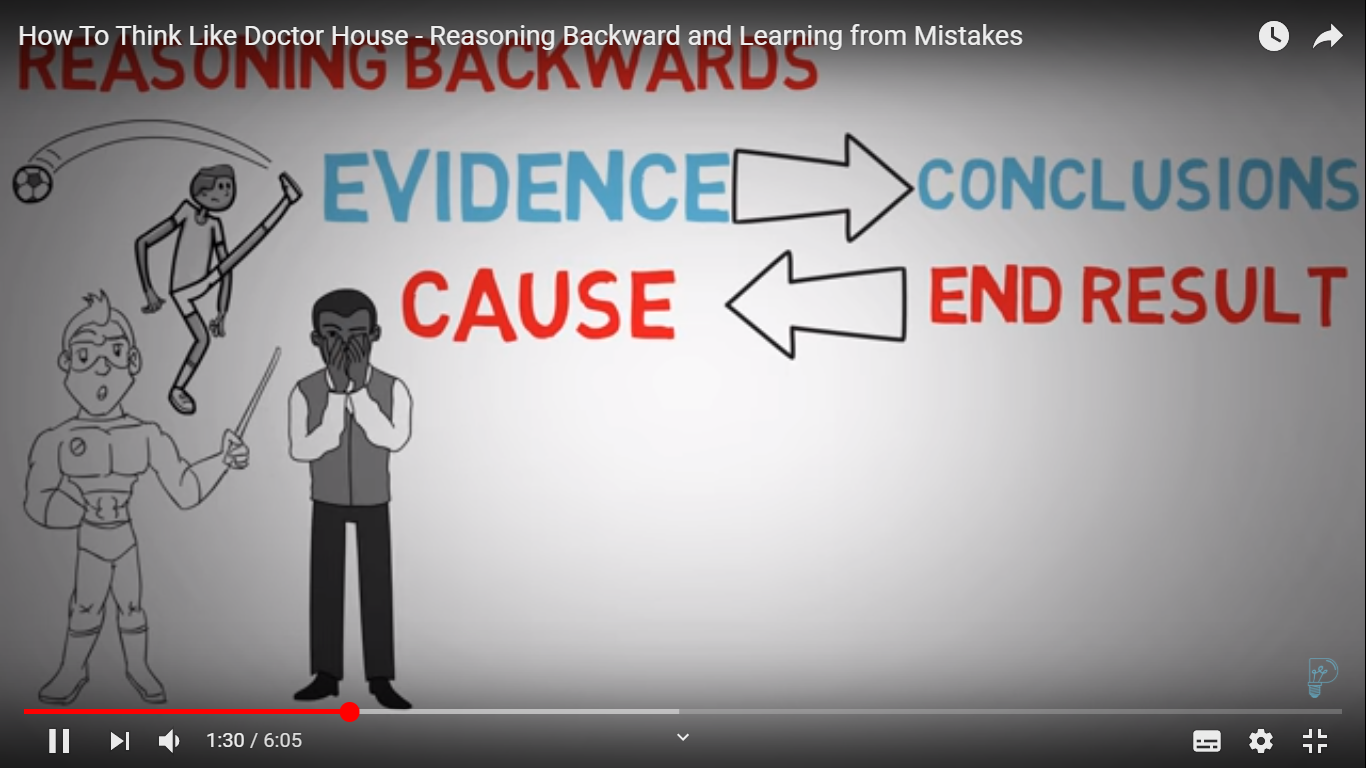 How To Think Like Doctor House - Reasoning Backward and Learning from Mistakes
REASONING BACKWARDS
EVIDENCE CONCLUSIONS
CAUSE END RESULT
1:30 / 6:05